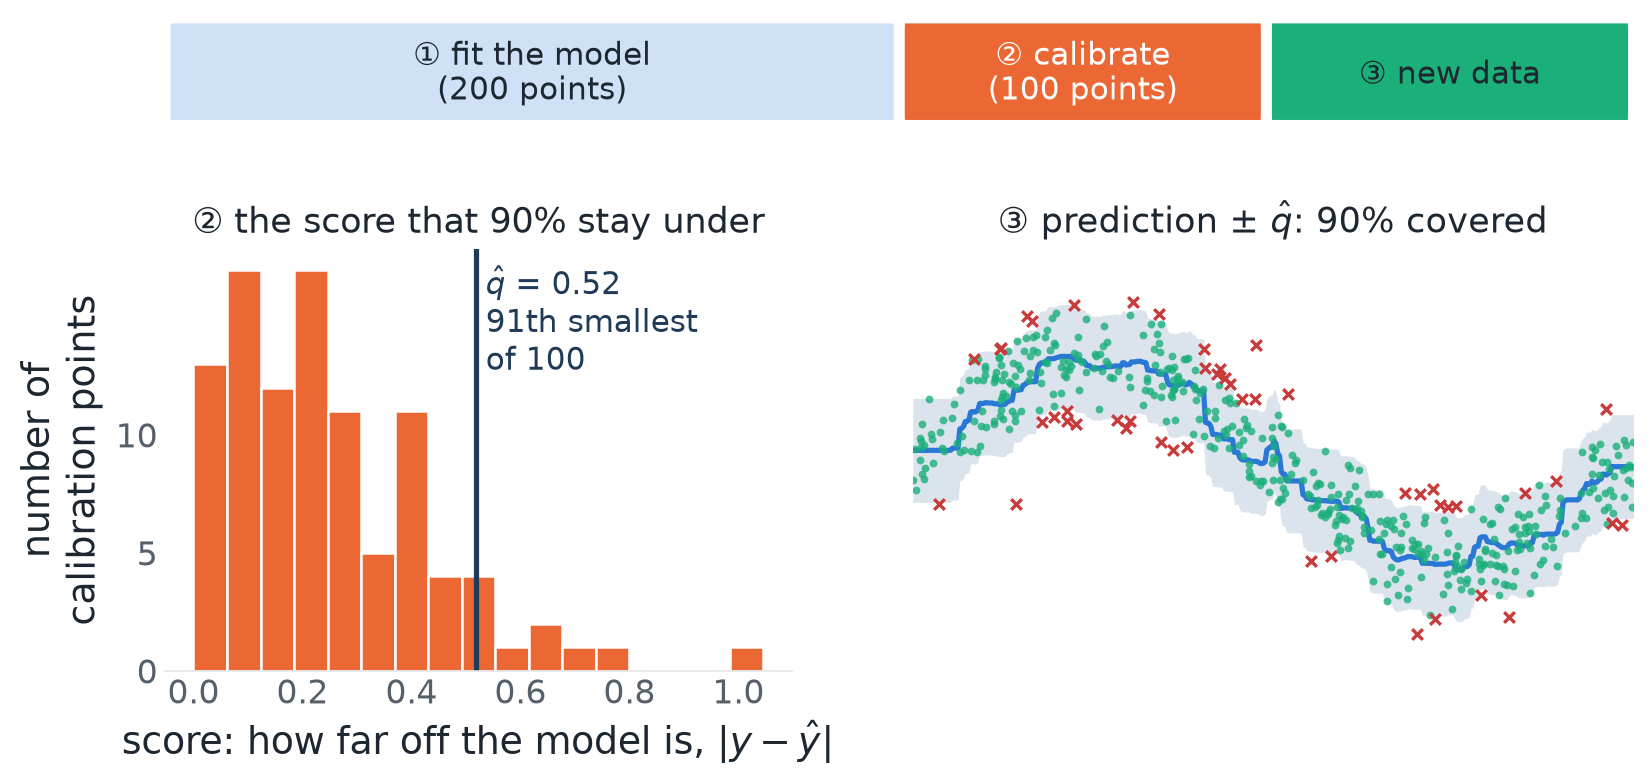 ① fit the model
(200 points)
② calibrate
(100 points)
③ new data
② the score that 90% stay under
q̂ = 0.52
91th smallest
of 100
number of
calibration points
10
5
0
0.0 0.2 0.4 0.6 0.8 1.0
score: how far off the model is, |y − ŷ|
③ prediction ± q̂: 90% covered